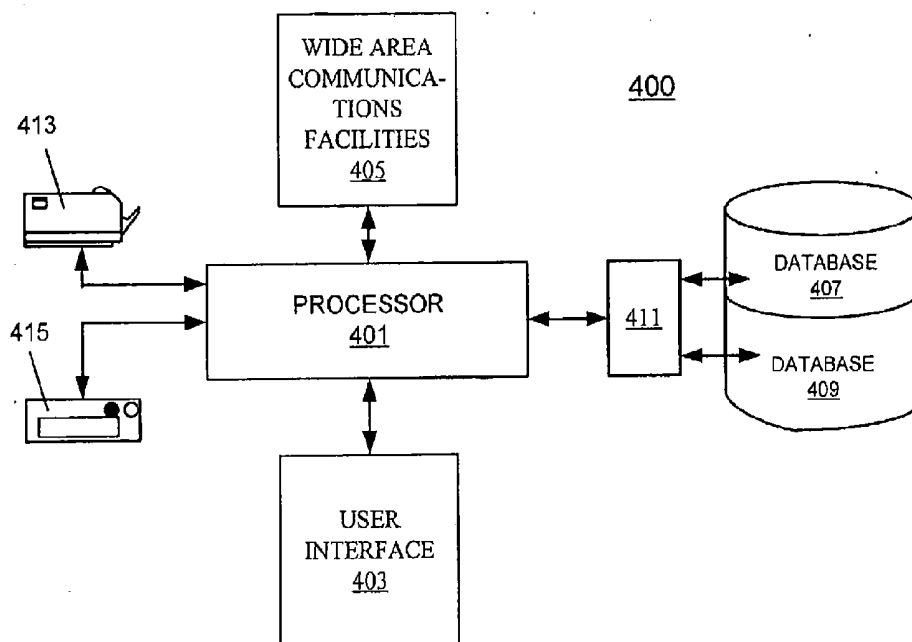 WIDE AREA
COMMUNICA-
TIONS
FACILITIES
405
400
413
415
PROCESSOR
401
411
DATABASE
407
DATABASE
409
USER
INTERFACE
403